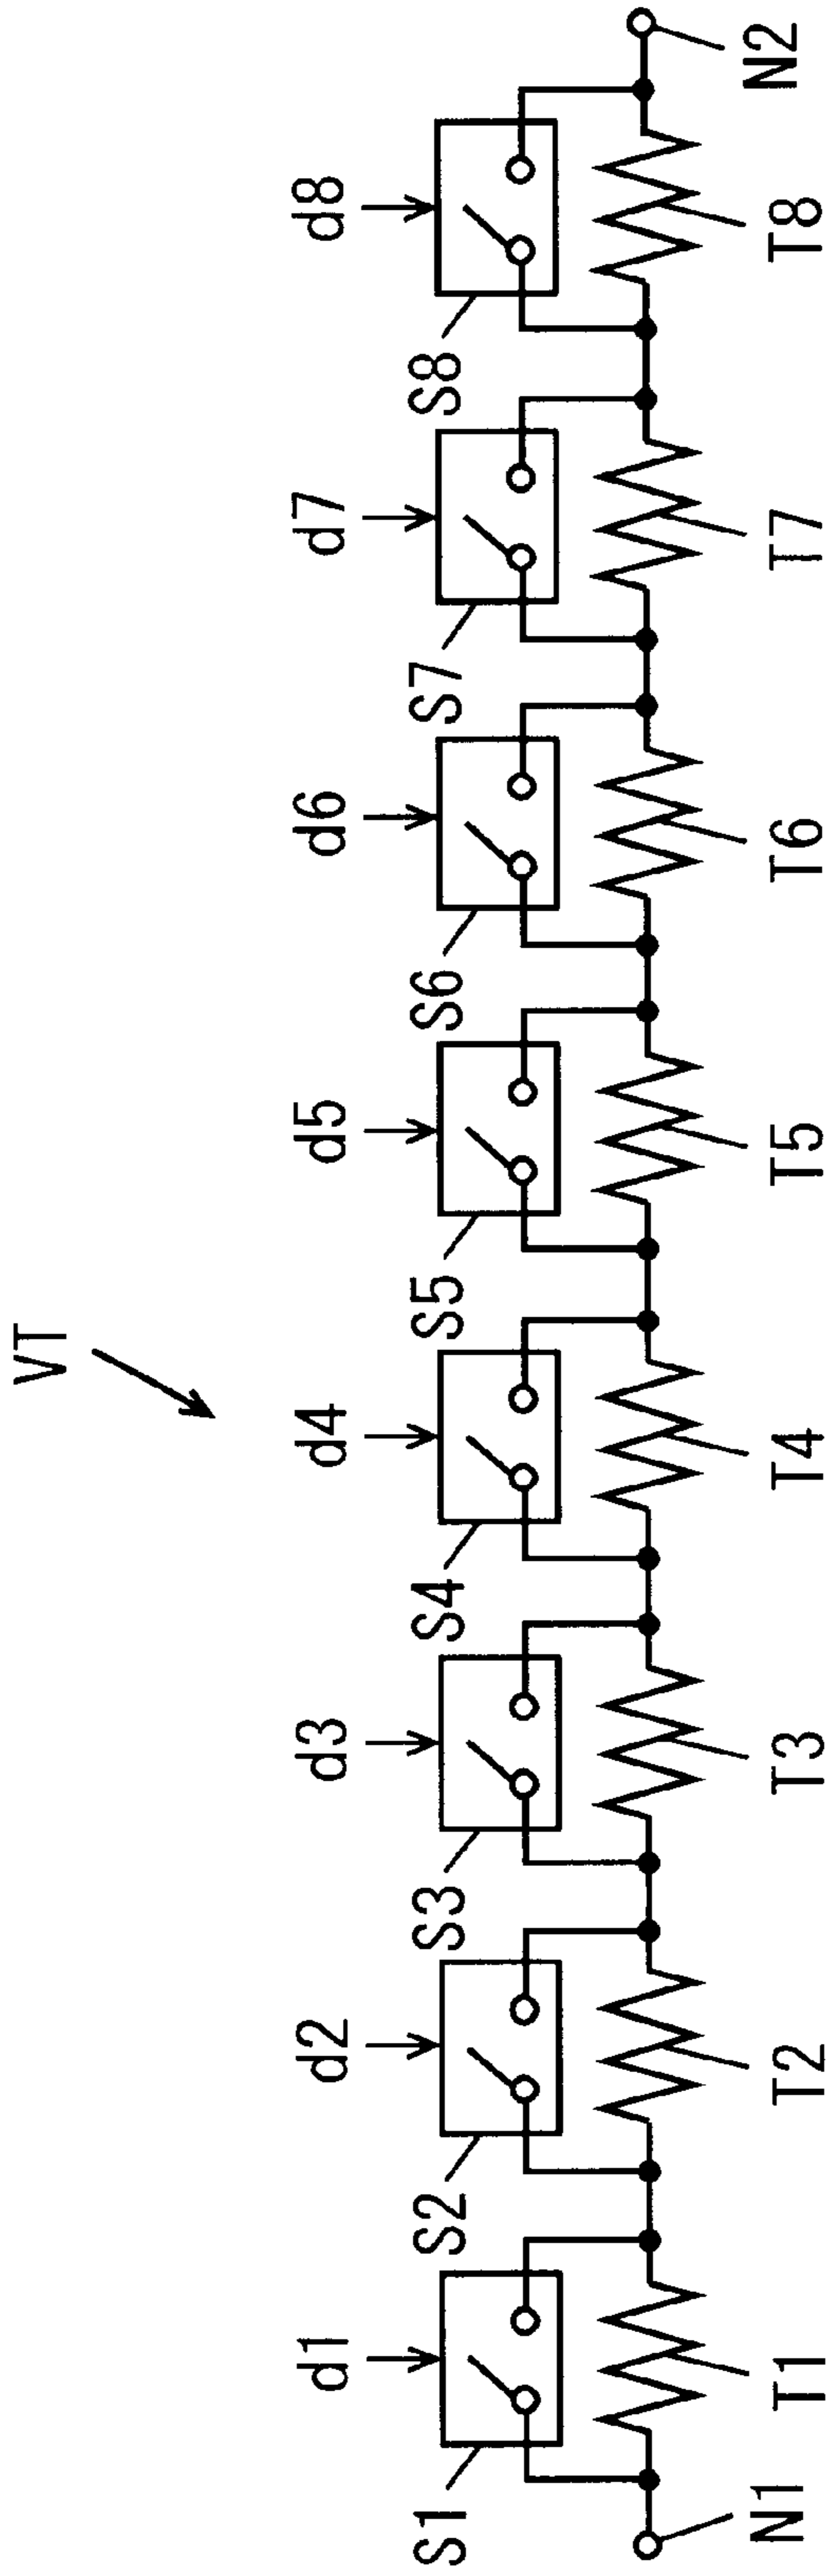 VT
d1 d2 d3 d4 d5 d6 d7 d8
S1 S2 S3 S4 S5 S6 S7 S8
N1 T1 T2 T3 T4 T5 T6 T7 T8 N2